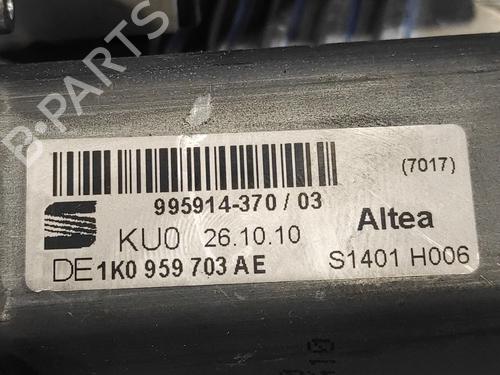 B-PARTS
(7017)
995914-370 / 03
Altea
KU0 26.10.10
DE 1K0 959 703 AE
S1401 H006